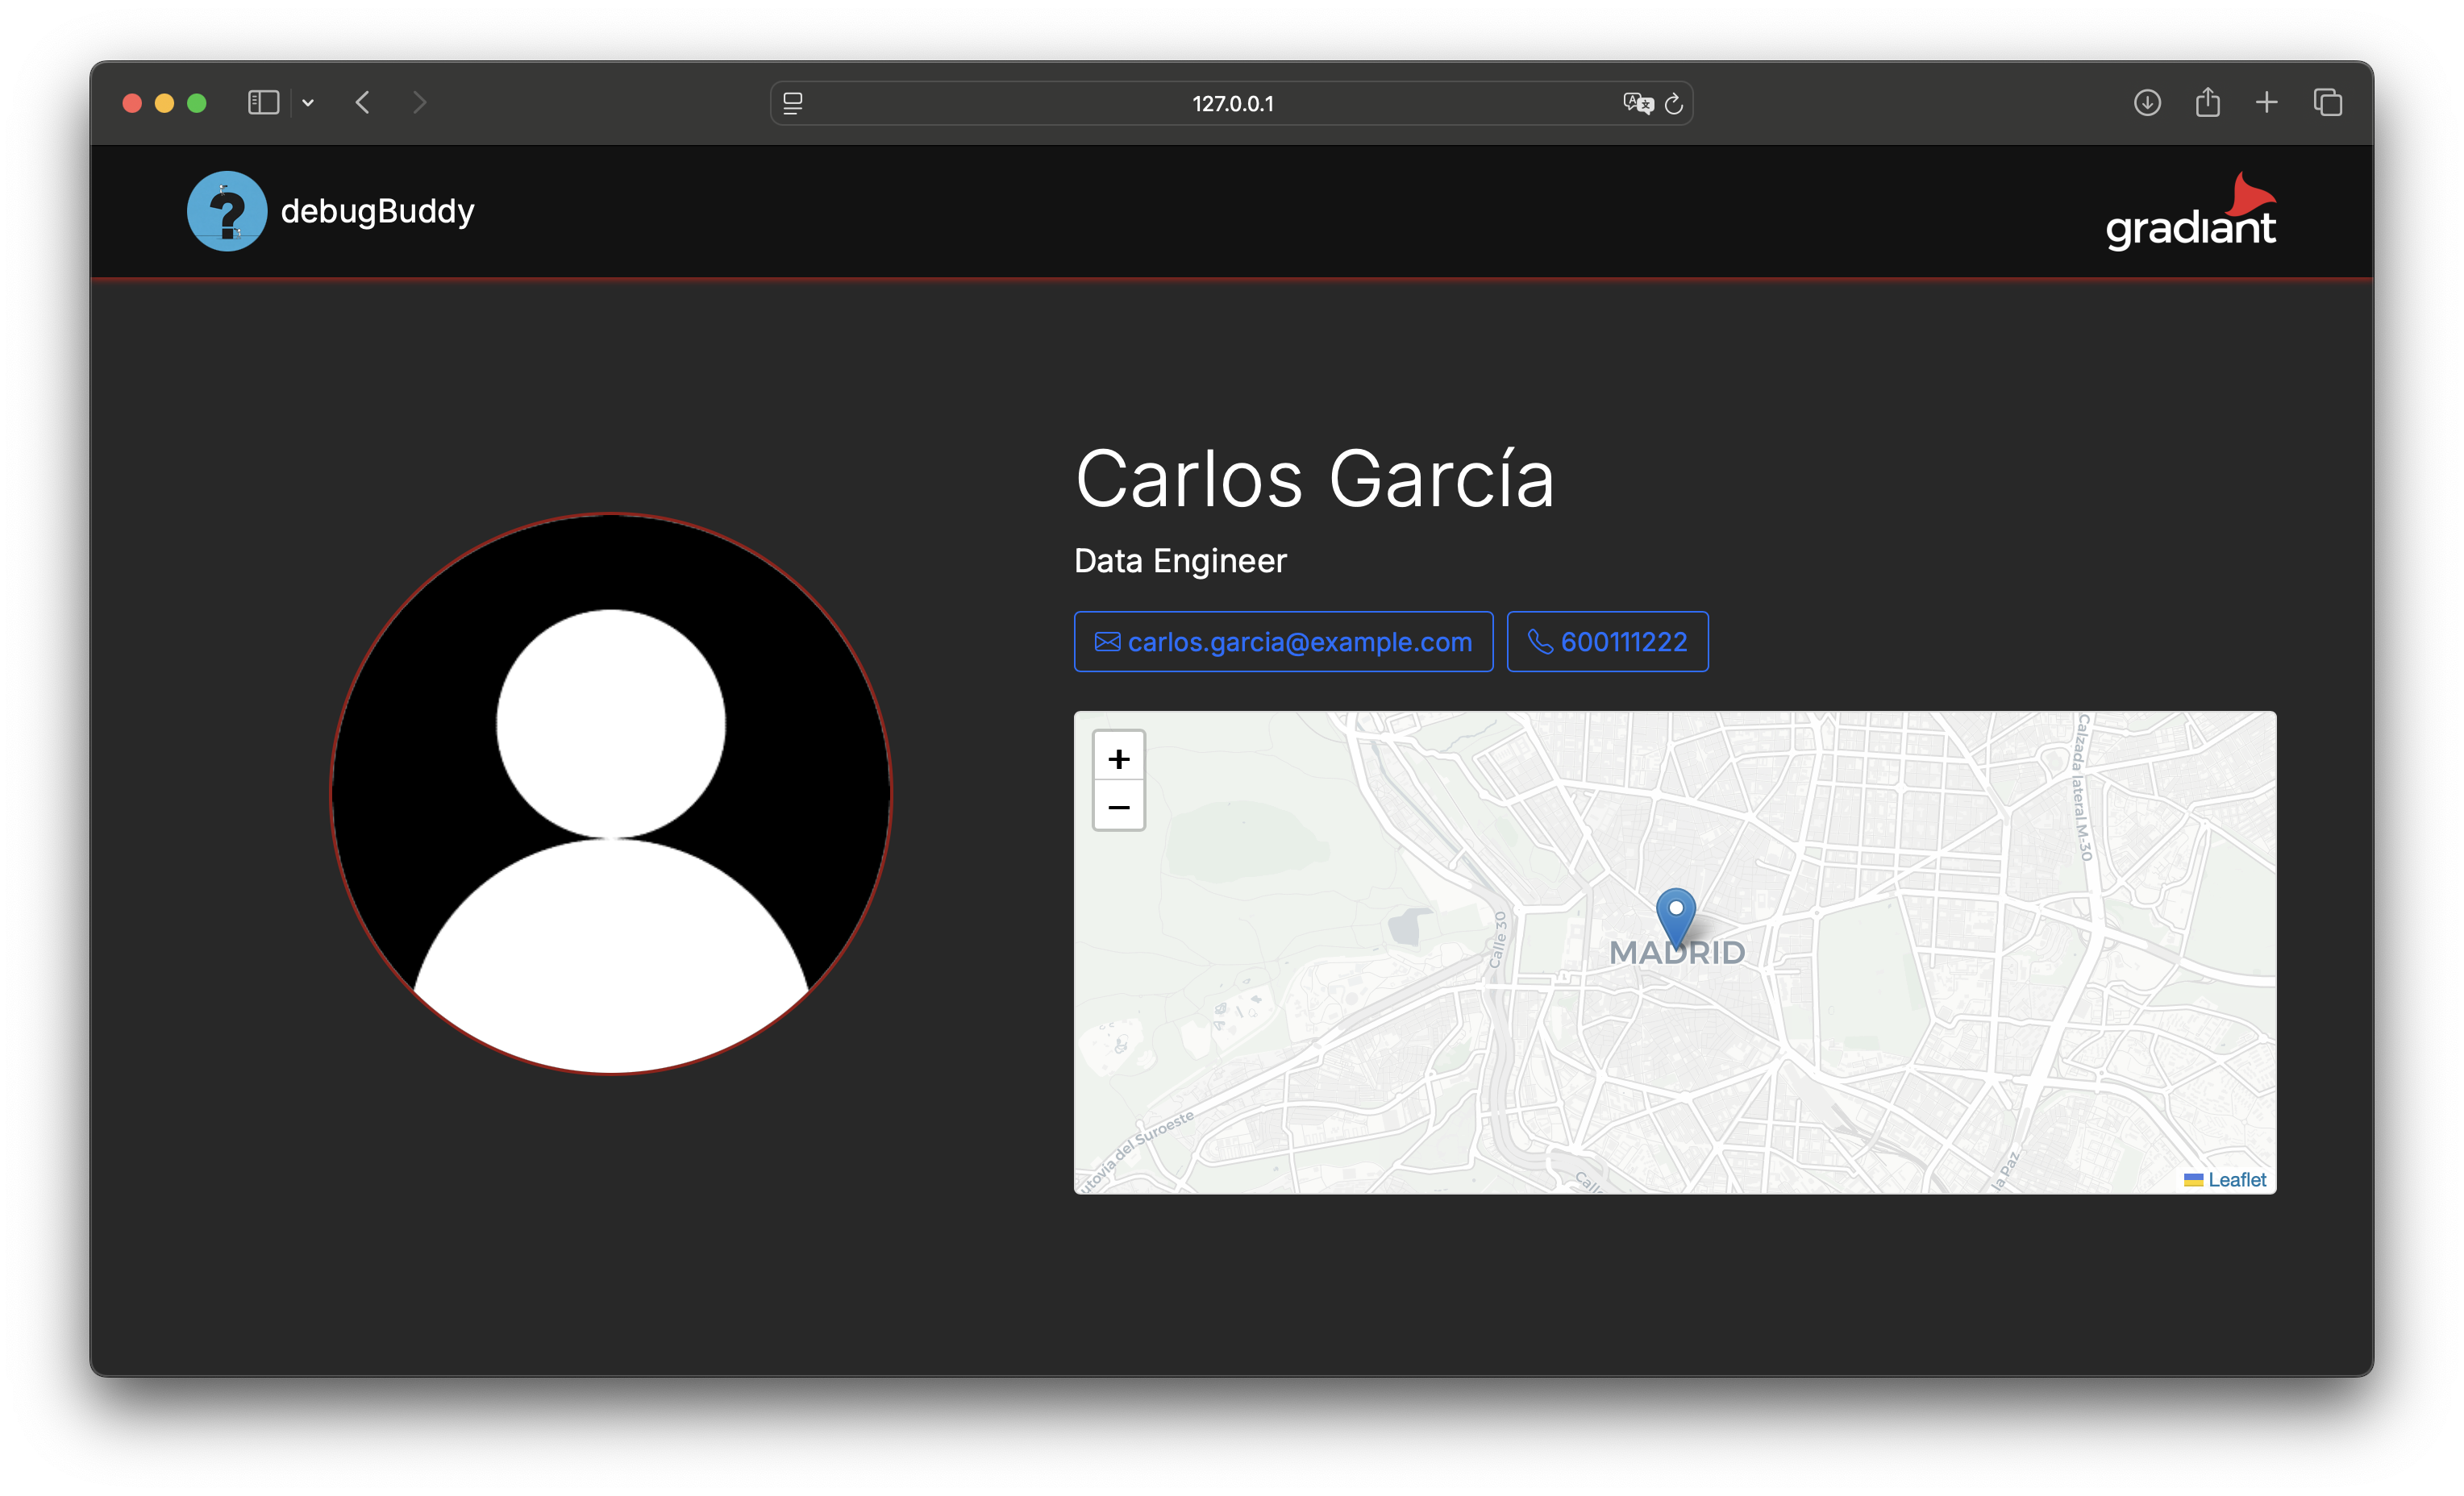 127.0.0.1
debugBuddy
gradiant
Carlos García
Data Engineer
carlos.garcia@example.com
600111222
+
−
Calzada lateral M-30
Calle 30
MADRID
utovía del Suroeste
Calle
la Paz
Leaflet